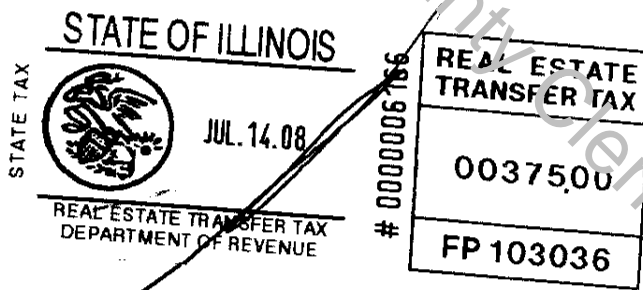 STATE OF ILLINOIS
STATE TAX
JUL.14.08
REAL ESTATE TRANSFER TAX
DEPARTMENT OF REVENUE
# 0000006166
REAL ESTATE
TRANSFER TAX
00375,00
FP 103036